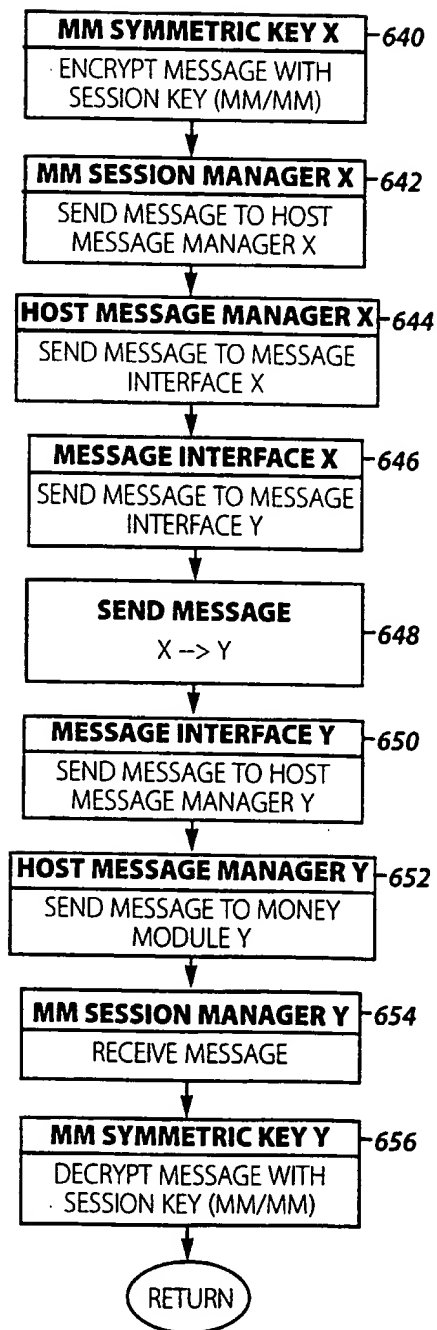 MM SYMMETRIC KEY X 640
ENCRYPT MESSAGE WITH
SESSION KEY (MM/MM)
MM SESSION MANAGER X 642
SEND MESSAGE TO HOST
MESSAGE MANAGER X
HOST MESSAGE MANAGER X 644
SEND MESSAGE TO MESSAGE
INTERFACE X
MESSAGE INTERFACE X 646
SEND MESSAGE TO MESSAGE
INTERFACE Y
SEND MESSAGE
648
X --> Y
MESSAGE INTERFACE Y 650
SEND MESSAGE TO HOST
MESSAGE MANAGER Y
HOST MESSAGE MANAGER Y 652
SEND MESSAGE TO MONEY
MODULE Y
MM SESSION MANAGER Y 654
RECEIVE MESSAGE
MM SYMMETRIC KEY Y 656
DECRYPT MESSAGE WITH
SESSION KEY (MM/MM)
RETURN